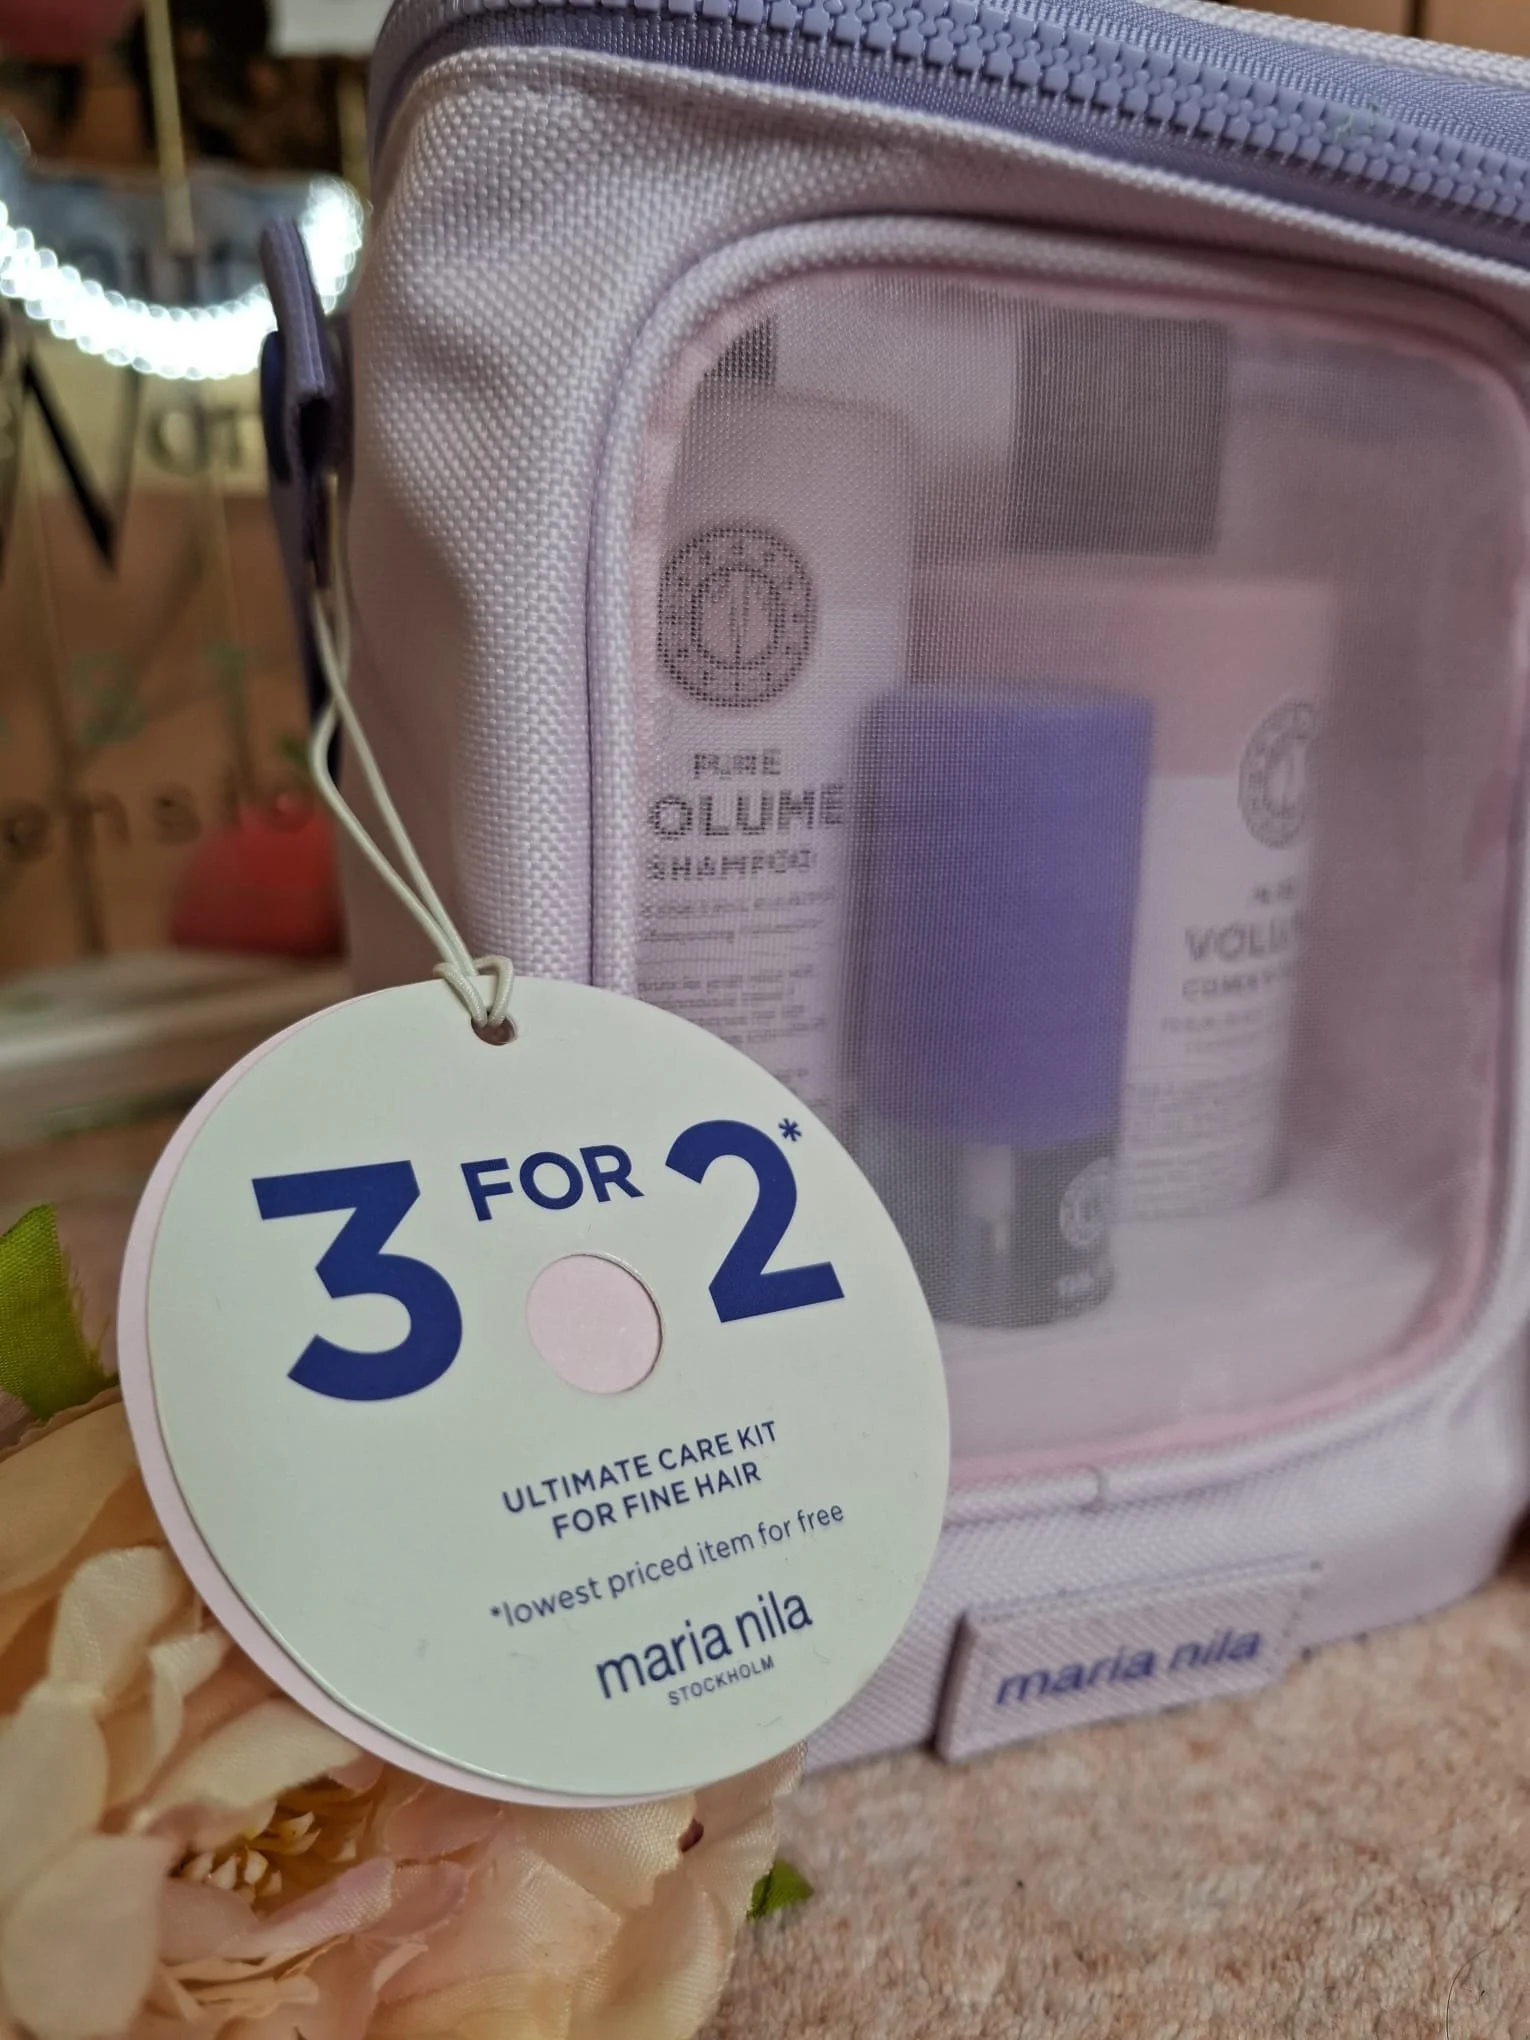 PURE
OLUME
SHAMPOO
VOLU
3 FOR 2*
ULTIMATE CARE KIT
FOR FINE HAIR
*lowest priced item for free
maria nila
STOCKHOLM
maria nila